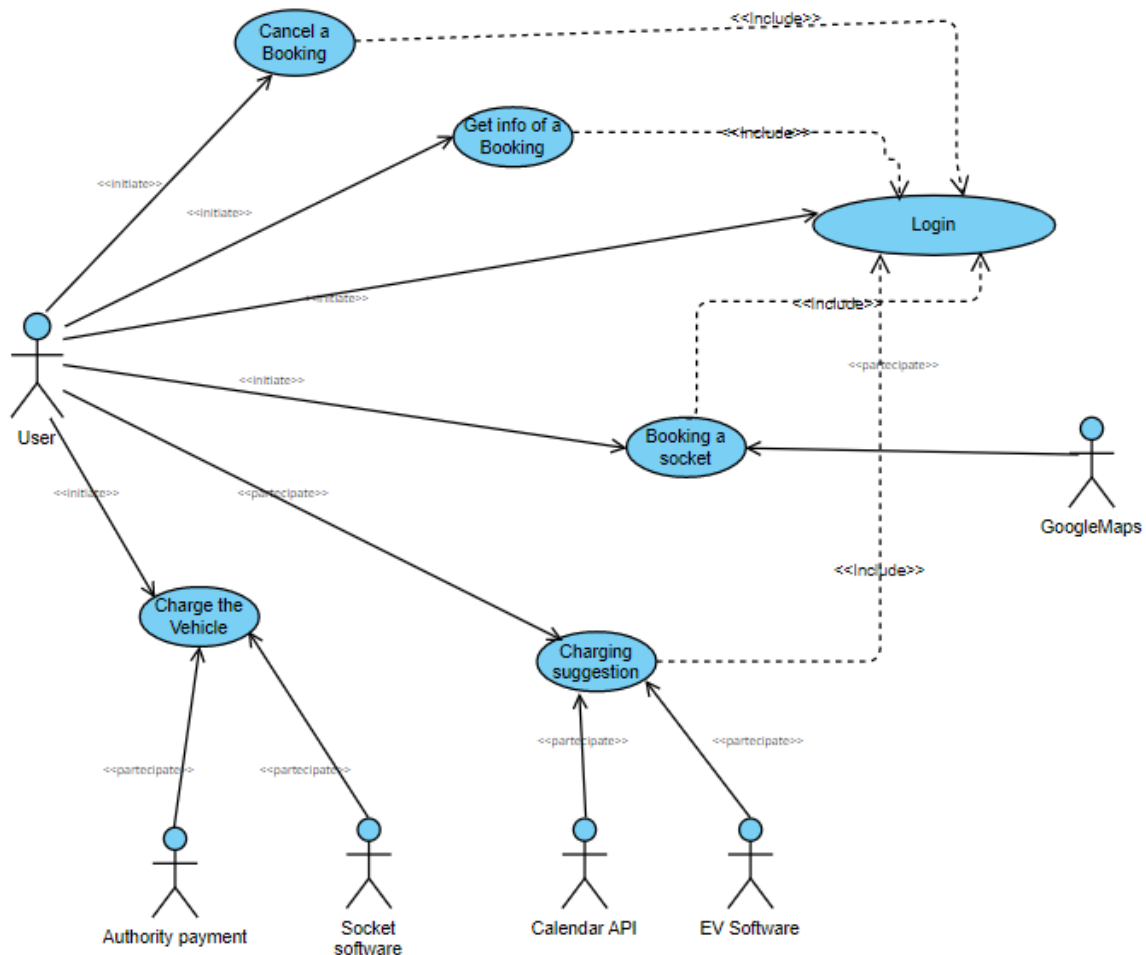 <<Include>>
Cancel a
Booking
Get info of a
Booking
<<Include>>
<<initiate>>
<<initiate>>
Login
<<initiate>>
<<Include>>
<<partecipate>>
<<initiate>>
User
Booking a
socket
<<initiate>>
<<partecipate>>
GoogleMaps
<<Include>>
Charge the
Vehicle
Charging
suggestion
<<partecipate>>
<<partecipate>>
<<partecipate>>
<<partecipate>>
Authority payment
Socket
software
Calendar API
EV Software